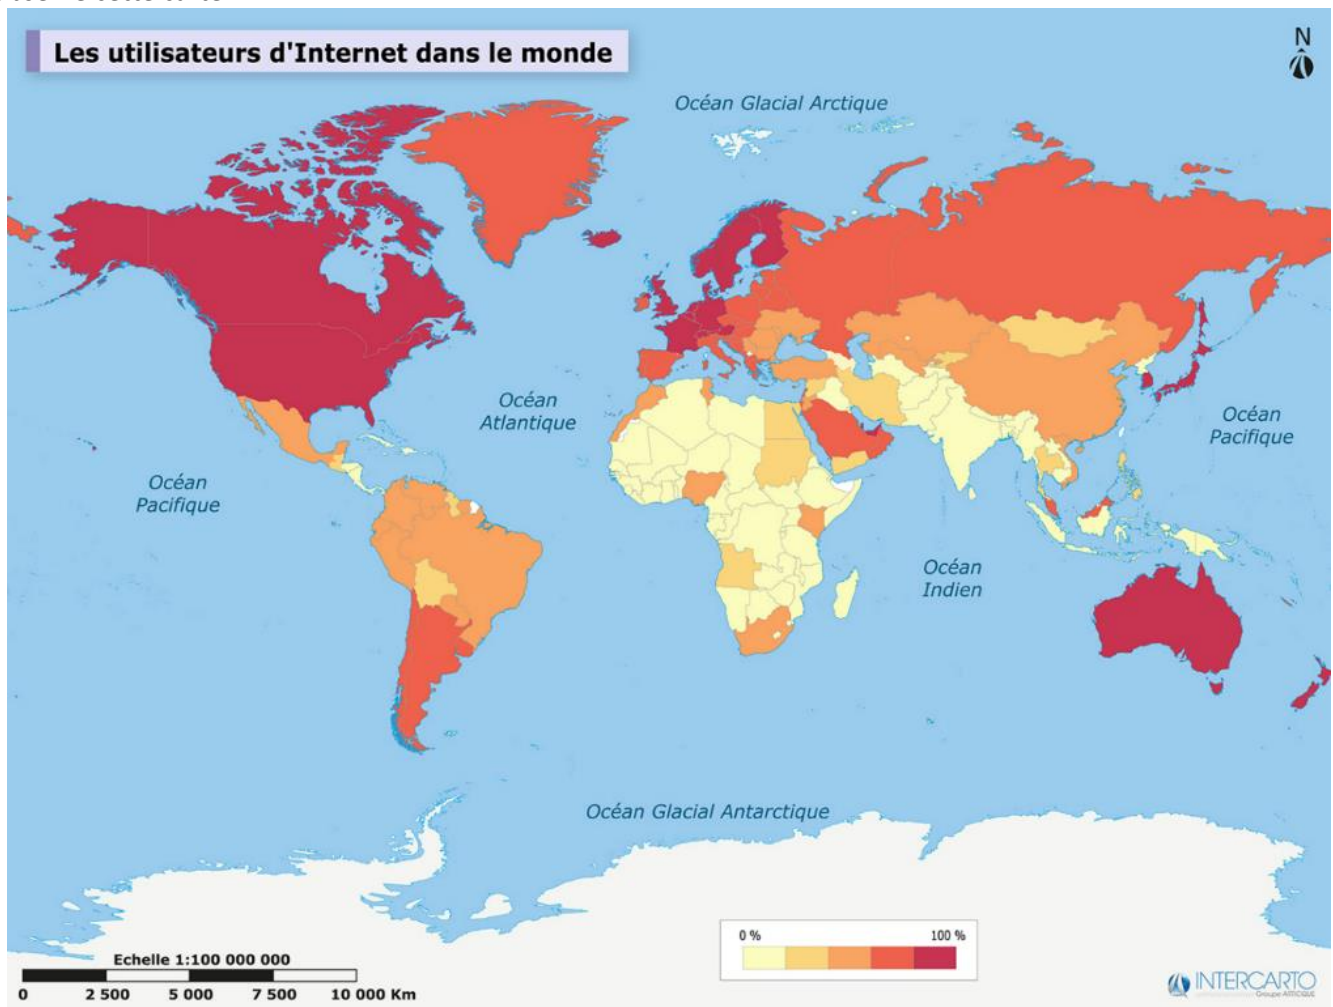 Les utilisateurs d'Internet dans le monde
N
Océan Glacial Arctique
Océan
Atlantique
Océan
Pacifique
Océan
Pacifique
Océan
Indien
Océan Glacial Antarctique
0 %
100 %
Echelle 1:100 000 000
0 2 500 5 000 7 500 10 000 Km
INTERCARTO
Groupe ARTICQUE